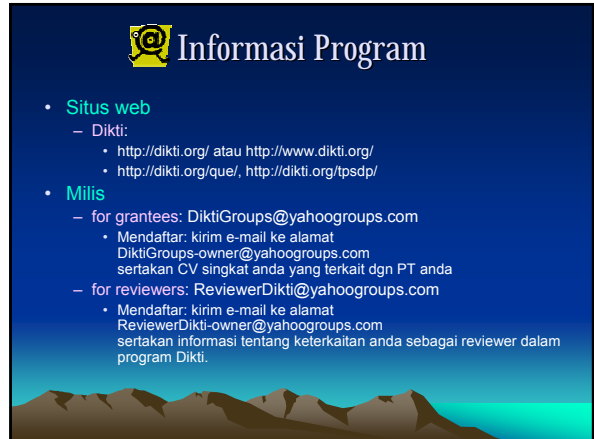 Informasi Program
• Situs web
– Dikti:
• http://dikti.org/ atau http://www.dikti.org/
• http://dikti.org/que/, http://dikti.org/tpsdp/
• Milis
– for grantees: DiktiGroups@yahoogroups.com
• Mendaftar: kirim e-mail ke alamat
DiktiGroups-owner@yahoogroups.com
sertakan CV singkat anda yang terkait dgn PT anda
– for reviewers: ReviewerDikti@yahoogroups.com
• Mendaftar: kirim e-mail ke alamat
ReviewerDikti-owner@yahoogroups.com
sertakan informasi tentang keterkaitan anda sebagai reviewer dalam
program Dikti.